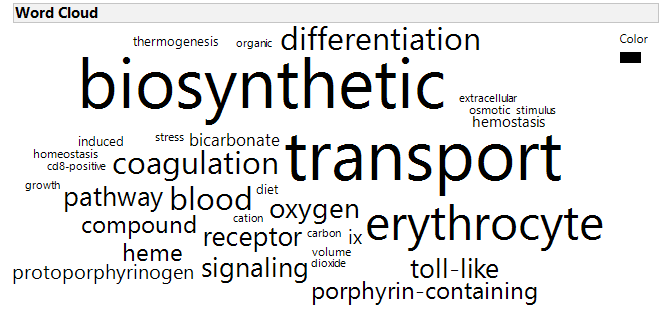 Word Cloud
Color
thermogenesis organic differentiation
biosynthetic
extracellular
osmotic stimulus
hemostasis
induced stress bicarbonate
homeostasis
cd8-positive coagulation transport
growth
pathway blood diet
oxygen
compound cation receptor carbon ix erythrocyte
heme
volume
dioxide
protoporphyrinogen signaling toll-like
porphyrin-containing